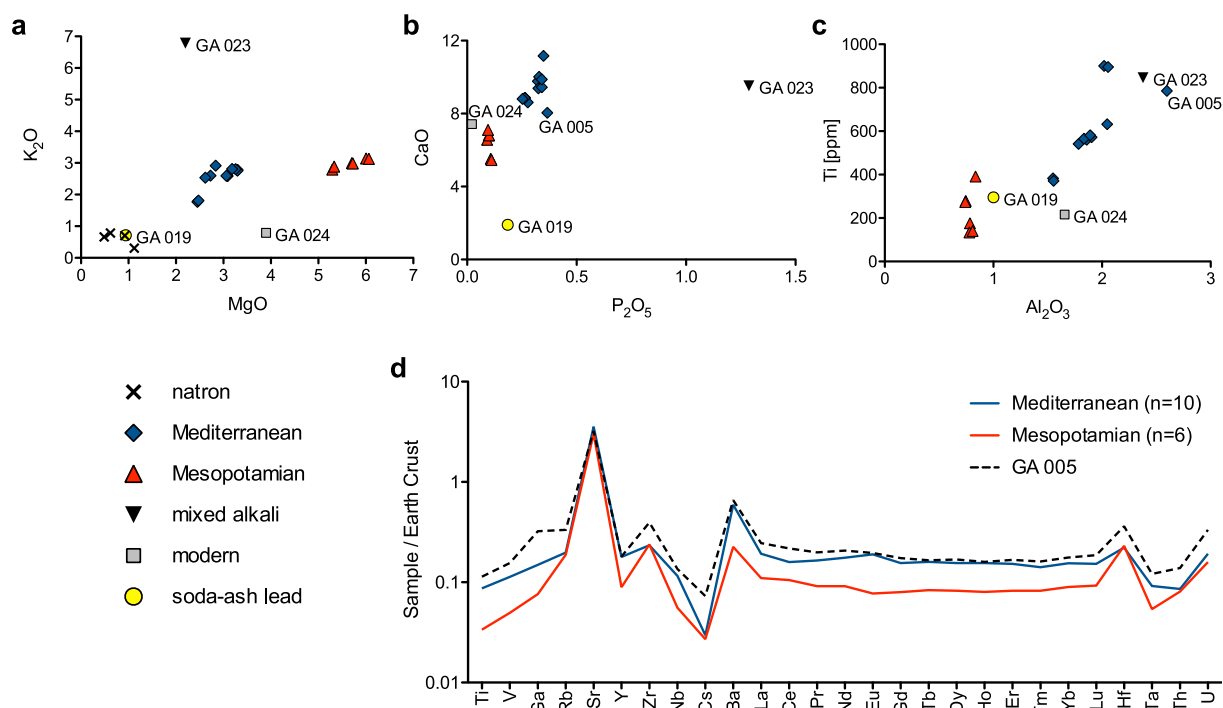 a
7
6
5
4
3
2
1
0
K2O
GA 023
GA 019
GA 024
0
1
2
3
4
5
6
7
MgO
b
12
8
4
0
CaO
GA 024
GA 023
GA 005
GA 019
0.0
0.5
1.0
1.5
P2O5
c
1000
800
600
400
200
0
Ti [ppm]
GA 023
GA 005
GA 019
GA 024
0
1
2
3
Al2O3
natron
Mediterranean
Mesopotamian
mixed alkali
modern
soda-ash lead
d
10
1
0.1
0.01
Sample / Earth Crust
Mediterranean (n=10)
Mesopotamian (n=6)
GA 005
Ti
V
Ga
Rb
Sr
Y
Zr
Nb
Cs
Ba
La
Ce
Pr
Nd
Eu
Gd
Tb
Dy
Ho
Er
Tm
Yb
Lu
Hf
Ta
Th
U